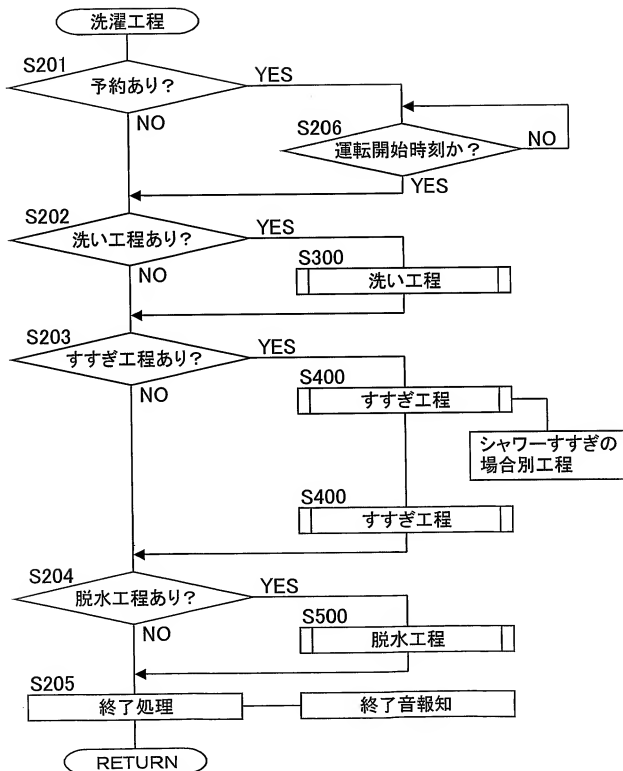 洗濯工程
S201
予約あり?
YES
NO
S206
運転開始時刻か?
NO
YES
S202
洗い工程あり?
YES
NO
S300
洗い工程
S203
すすぎ工程あり?
YES
NO
S400
すすぎ工程
シャワーすすぎの
場合別工程
S400
すすぎ工程
S204
脱水工程あり?
YES
NO
S500
脱水工程
S205
終了処理
終了音報知
RETURN